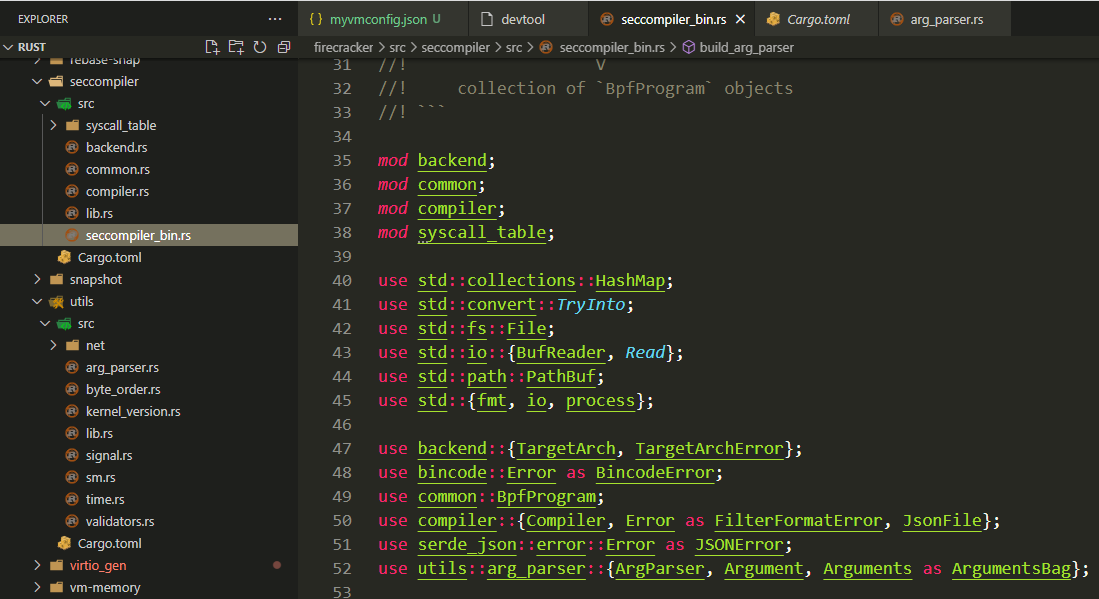 EXPLORER
RUST
rebase-snap
seccompiler
src
syscall_table
backend.rs
common.rs
compiler.rs
lib.rs
seccompiler_bin.rs
Cargo.toml
snapshot
utils
src
net
arg_parser.rs
byte_order.rs
kernel_version.rs
lib.rs
signal.rs
sm.rs
time.rs
validators.rs
Cargo.toml
virtio_gen
vm-memory
{ } myvmconfig.json U devtool seccompiler_bin.rs × Cargo.toml arg_parser.rs
firecracker > src > seccompiler > src > seccompiler_bin.rs > build_arg_parser
31 //! V
32 //! collection of `BpfProgram` objects
33 //! ```
34
35 mod backend;
36 mod common;
37 mod compiler;
38 mod syscall_table;
39
40 use std::collections::HashMap;
41 use std::convert::TryInto;
42 use std::fs::File;
43 use std::io::{BufReader, Read};
44 use std::path::PathBuf;
45 use std::{fmt, io, process};
46
47 use backend::{TargetArch, TargetArchError};
48 use bincode::Error as BincodeError;
49 use common::BpfProgram;
50 use compiler::{Compiler, Error as FilterFormatError, JsonFile};
51 use serde_json::error::Error as JSONError;
52 use utils::arg_parser::{ArgParser, Argument, Arguments as ArgumentsBag};
53